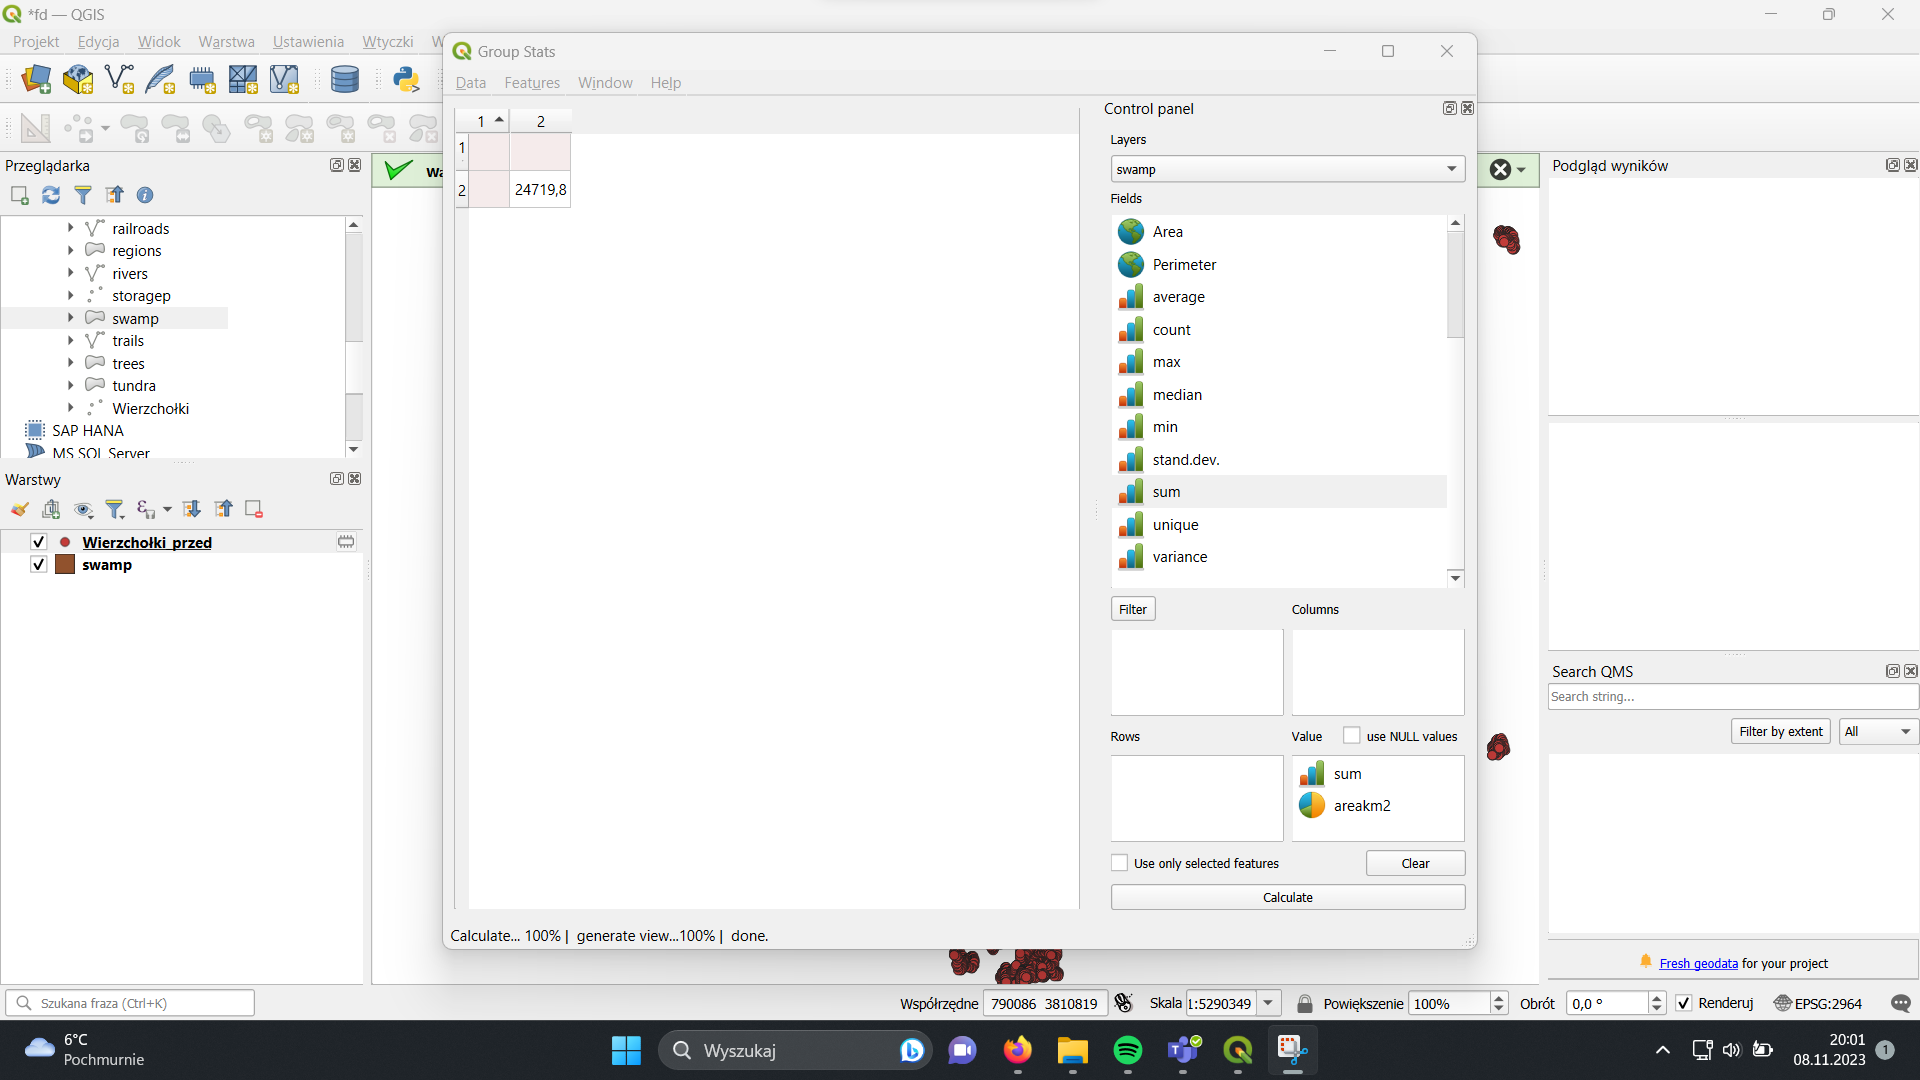 *fd — QGIS
Projekt Edycja Widok Warstwa Ustawienia Wtyczki W
Group Stats
Data Features Window Help
1 2
1
2 24719,8
Control panel
Layers
swamp
Fields
Area
Perimeter
average
count
max
median
min
stand.dev.
sum
unique
variance
Filter Columns
Rows Value use NULL values
sum
areakm2
Use only selected features Clear
Calculate
Calculate... 100% | generate view...100% | done.
Przeglądarka
railroads
regions
rivers
storagep
swamp
trails
trees
tundra
Wierzchołki
SAP HANA
MS SQL Server
Warstwy
Wierzchołki przed
swamp
Wa
Podgląd wyników
Search QMS
Search string...
Filter by extent All
Fresh geodata for your project
Szukana fraza (Ctrl+K) Współrzędne 790086 3810819 Skala 1:5290349 Powiększenie 100% Obrót 0,0 ° Renderuj EPSG:2964
6°C
Pochmurnie
Wyszukaj
20:01
08.11.2023
1